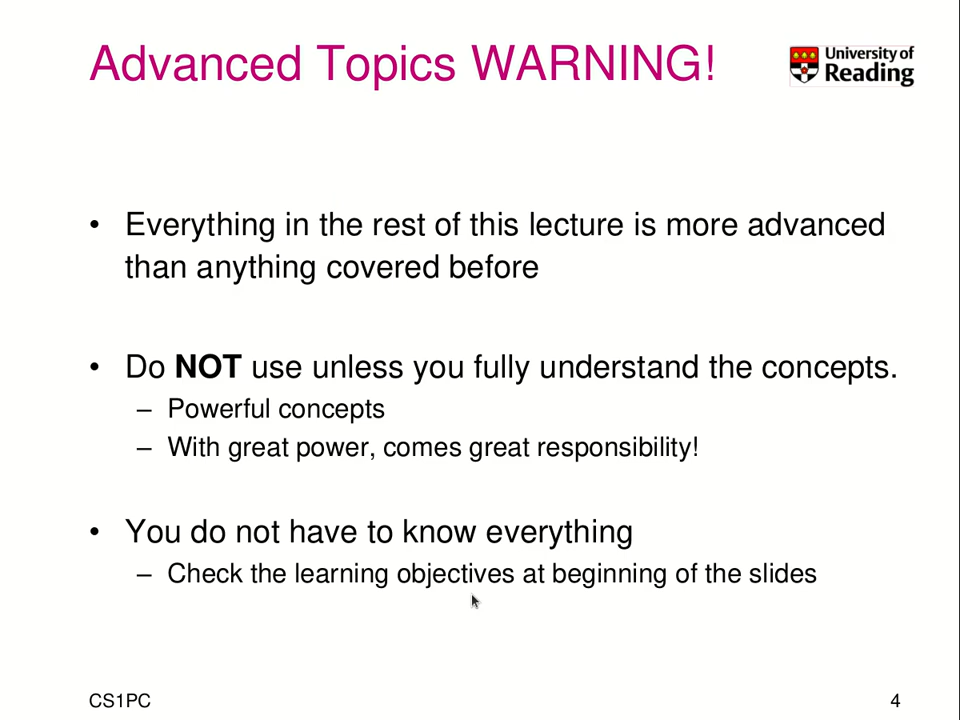 Advanced Topics WARNING!
University of
Reading
• Everything in the rest of this lecture is more advanced
than anything covered before
• Do NOT use unless you fully understand the concepts.
– Powerful concepts
– With great power, comes great responsibility!
• You do not have to know everything
– Check the learning objectives at beginning of the slides
CS1PC
4